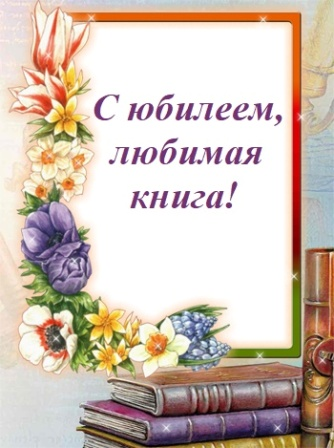 С юбилеем,
любимая
книга!